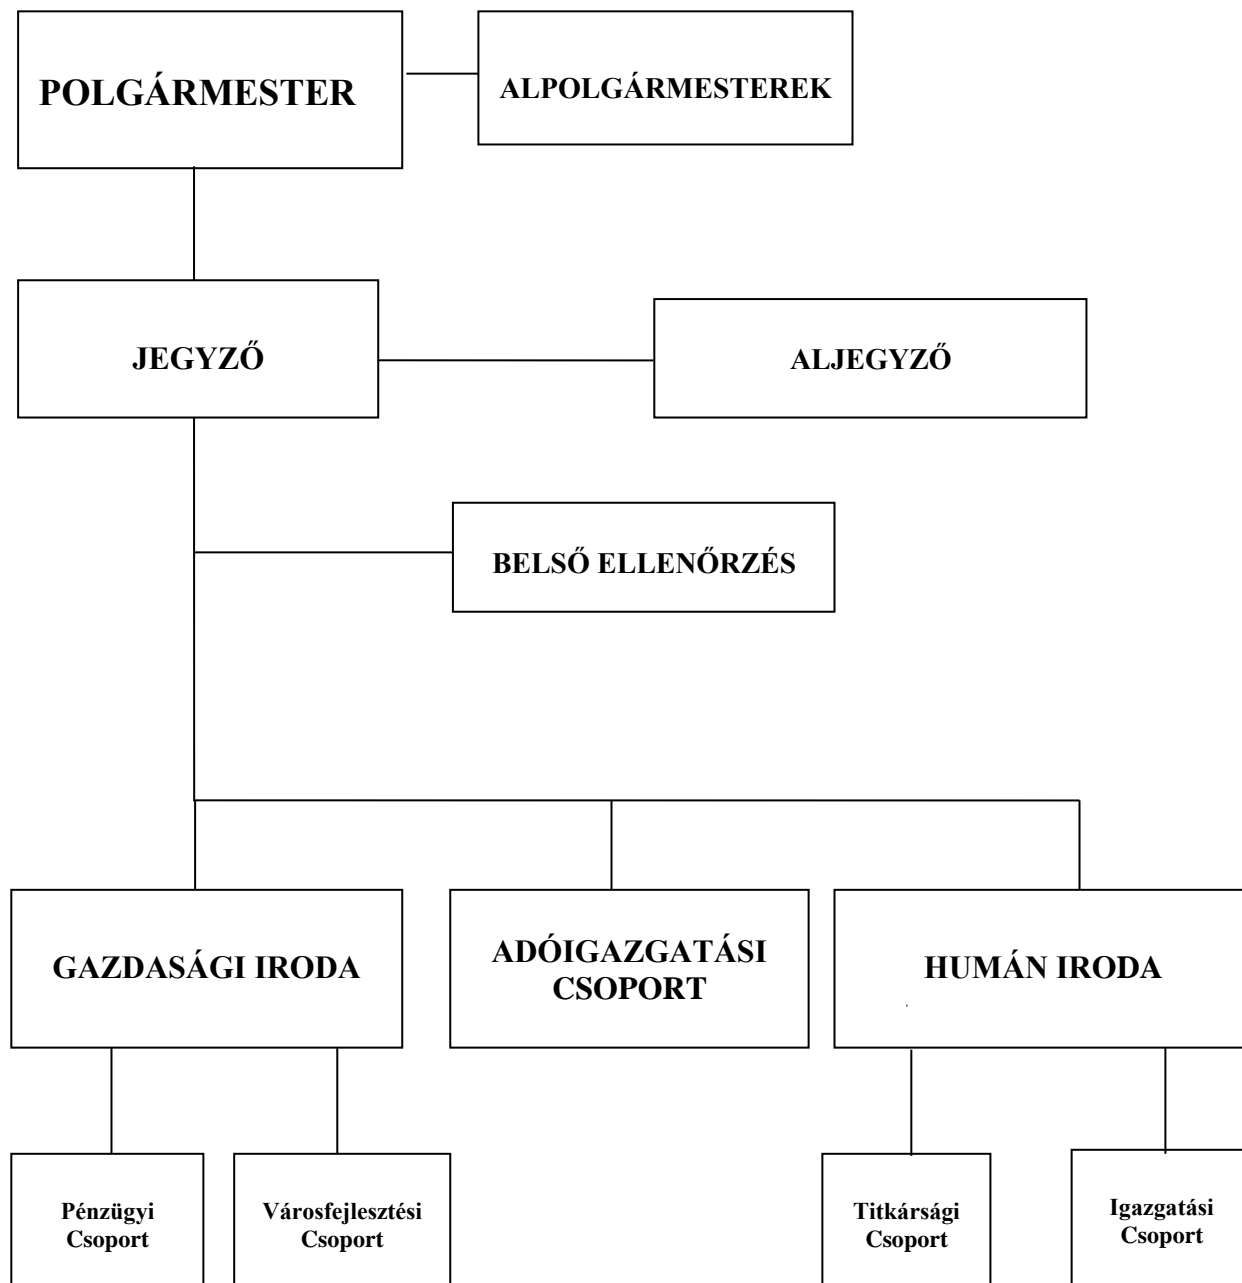 POLGÁRMESTER
ALPOLGÁRMESTEREK
JEGYZŐ
ALJEGYZŐ
BELSŐ ELLENŐRZÉS
GAZDASÁGI IRODA
ADÓIGAZGATÁSI
CSOPORT
HUMÁN IRODA
Pénzügyi
Csoport
Városfejlesztési
Csoport
Titkársági
Csoport
Igazgatási
Csoport